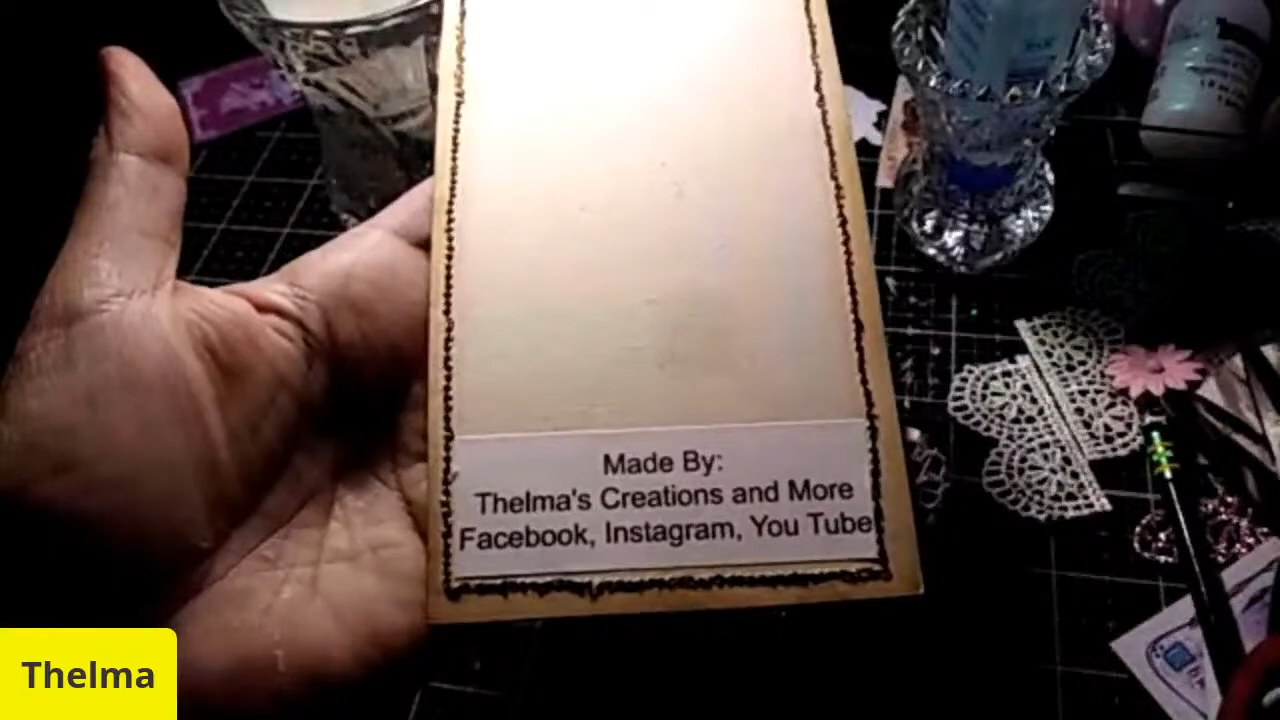 Made By:
Thelma's Creations and More
Facebook, Instagram, You Tube
Thelma